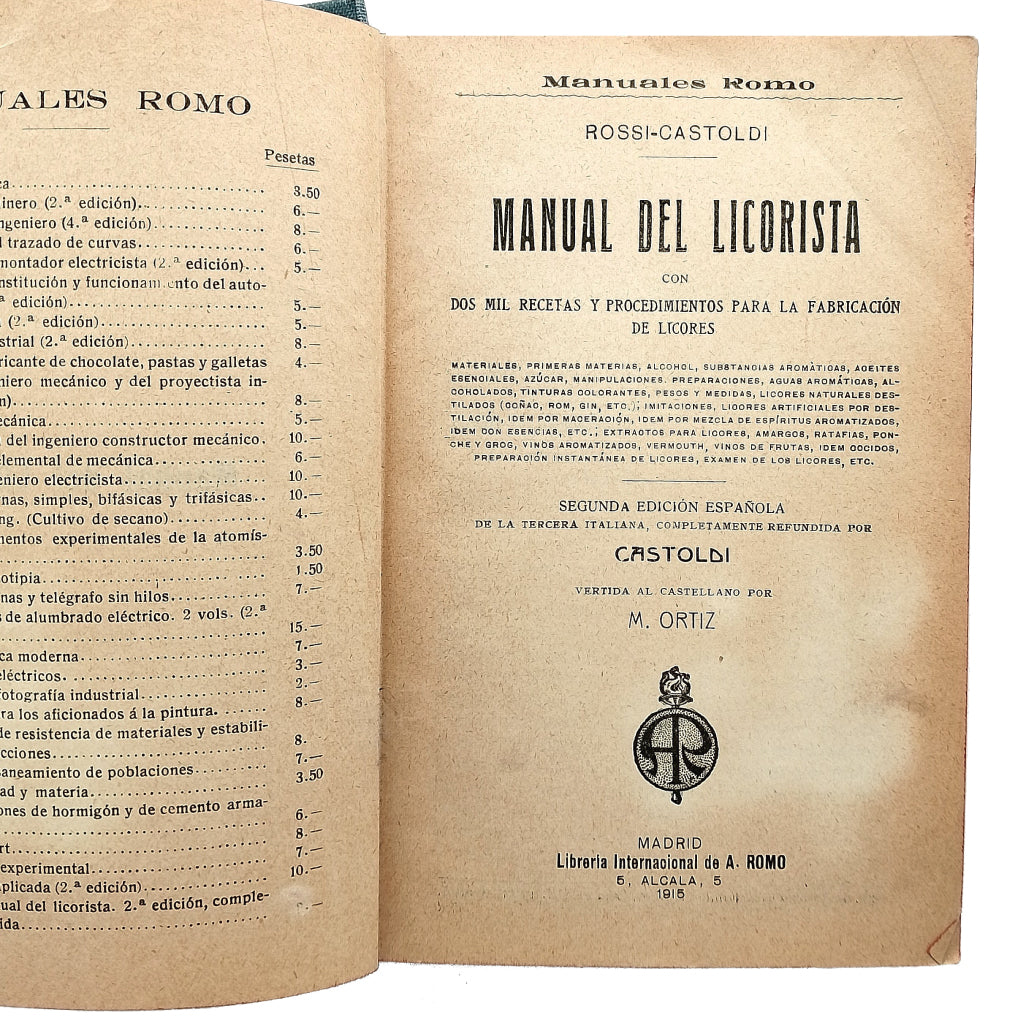 UALES ROMO
Pesetas
ca 3.50
inero (2.ª edición) 6.—
ngeniero (4.ª edición) 8.—
l trazado de curvas 6.—
montador electricista (2.ª edición) 5.—
nstitución y funcionamiento del auto-
ª edición) 5.—
(2.ª edición) 5.—
strial (2.ª edición) 8.—
ricante de chocolate, pastas y galletas 4.—
niero mecánico y del proyectista in-
n) 8.—
ecánica 5.—
del ingeniero constructor mecánico. 10.—
elemental de mecánica 6.—
eniero electricista 10.—
nas, simples, bifásicas y trifásicas 10.—
ng. (Cultivo de secano) 4.—
mentos experimentales de la atomís-
3.50
otipia 1.50
nas y telégrafo sin hilos 7.—
s de alumbrado eléctrico. 2 vols. (2.ª
15.—
ca moderna 7.—
eléctricos 3.—
fotografía industrial 2.—
ra los aficionados á la pintura. 8.—
de resistencia de materiales y estabili-
cciones 8.
saneamiento de poblaciones 7.—
dad y materia 3.50
ones de hormigón y de cemento arma-
6.—
rt 8.—
experimental 7.—
aplicada (2.ª edición) 10.—
ual del licorista. 2.ª edición, comple-
ida
Manuales Romo
ROSSI-CASTOLDI
MANUAL DEL LICORISTA
CON
DOS MIL RECETAS Y PROCEDIMIENTOS PARA LA FABRICACIÓN
DE LICORES
MATERIALES, PRIMERAS MATERIAS, ALCOHOL, SUBSTANCIAS AROMÁTICAS, ACEITES
ESENCIALES, AZÚCAR, MANIPULACIONES. PREPARACIONES, AGUAS AROMÁTICAS, AL-
COHOLADOS, TINTURAS COLORANTES, PESOS Y MEDIDAS, LICORES NATURALES DES-
TILADOS (COÑAC, ROM, GIN, ETC.); IMITACIONES, LICORES ARTIFICIALES POR DES-
TILACIÓN, IDEM POR MACERACIÓN, IDEM POR MEZCLA DE ESPÍRITUS AROMATIZADOS,
IDEM CON ESENCIAS, ETC.; EXTRACTOS PARA LICORES, AMARGOS, RATAFIAS, PON-
CHE Y GROG, VINOS AROMATIZADOS, VERMOUTH, VINOS DE FRUTAS, IDEM COCIDOS,
PREPARACIÓN INSTANTÁNEA DE LICORES, EXAMEN DE LOS LICORES, ETC.
SEGUNDA EDICIÓN ESPAÑOLA
DE LA TERCERA ITALIANA, COMPLETAMENTE REFUNDIDA POR
CASTOLDI
VERTIDA AL CASTELLANO POR
M. ORTIZ
AR
MADRID
Librería Internacional de A. ROMO
5, ALCALA, 5
1915